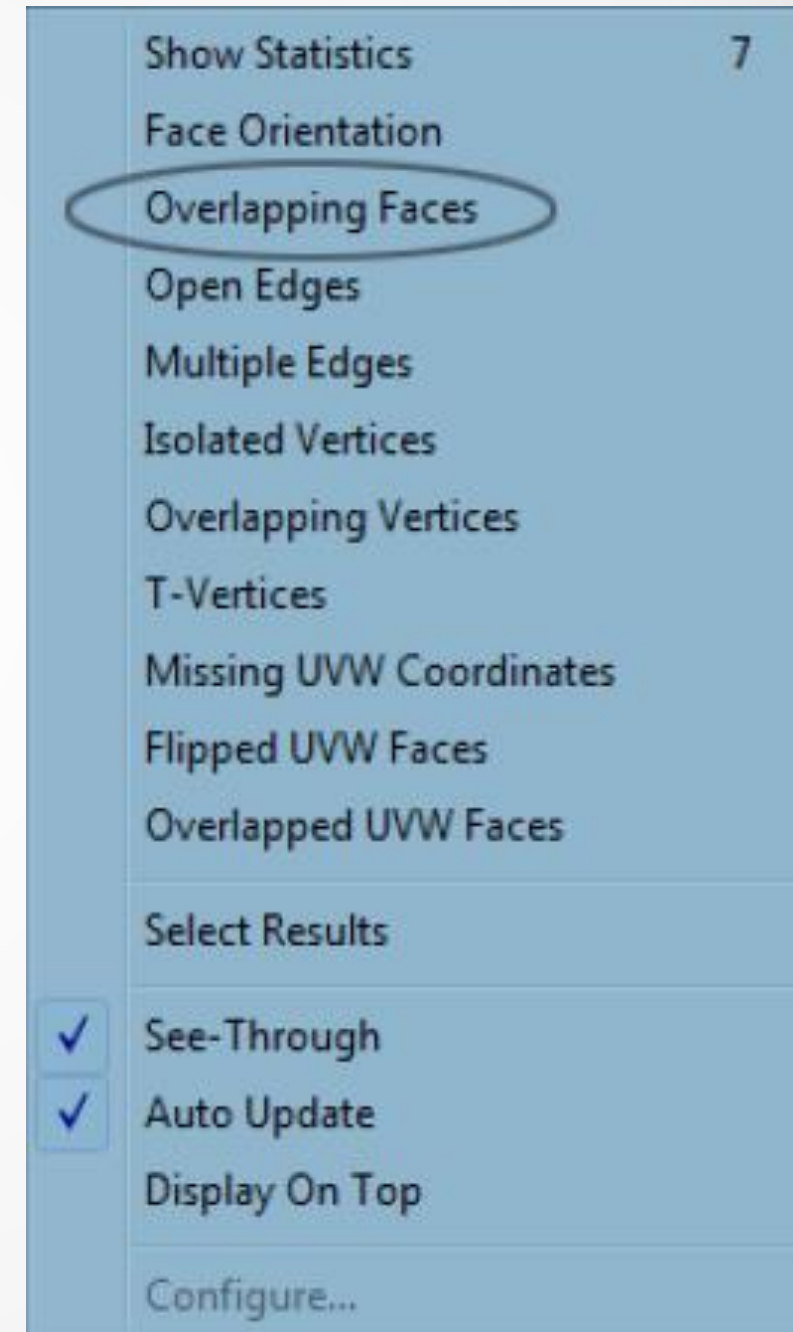 Show Statistics 7
Face Orientation
Overlapping Faces
Open Edges
Multiple Edges
Isolated Vertices
Overlapping Vertices
T-Vertices
Missing UVW Coordinates
Flipped UVW Faces
Overlapped UVW Faces
Select Results
See-Through
Auto Update
Display On Top
Configure...